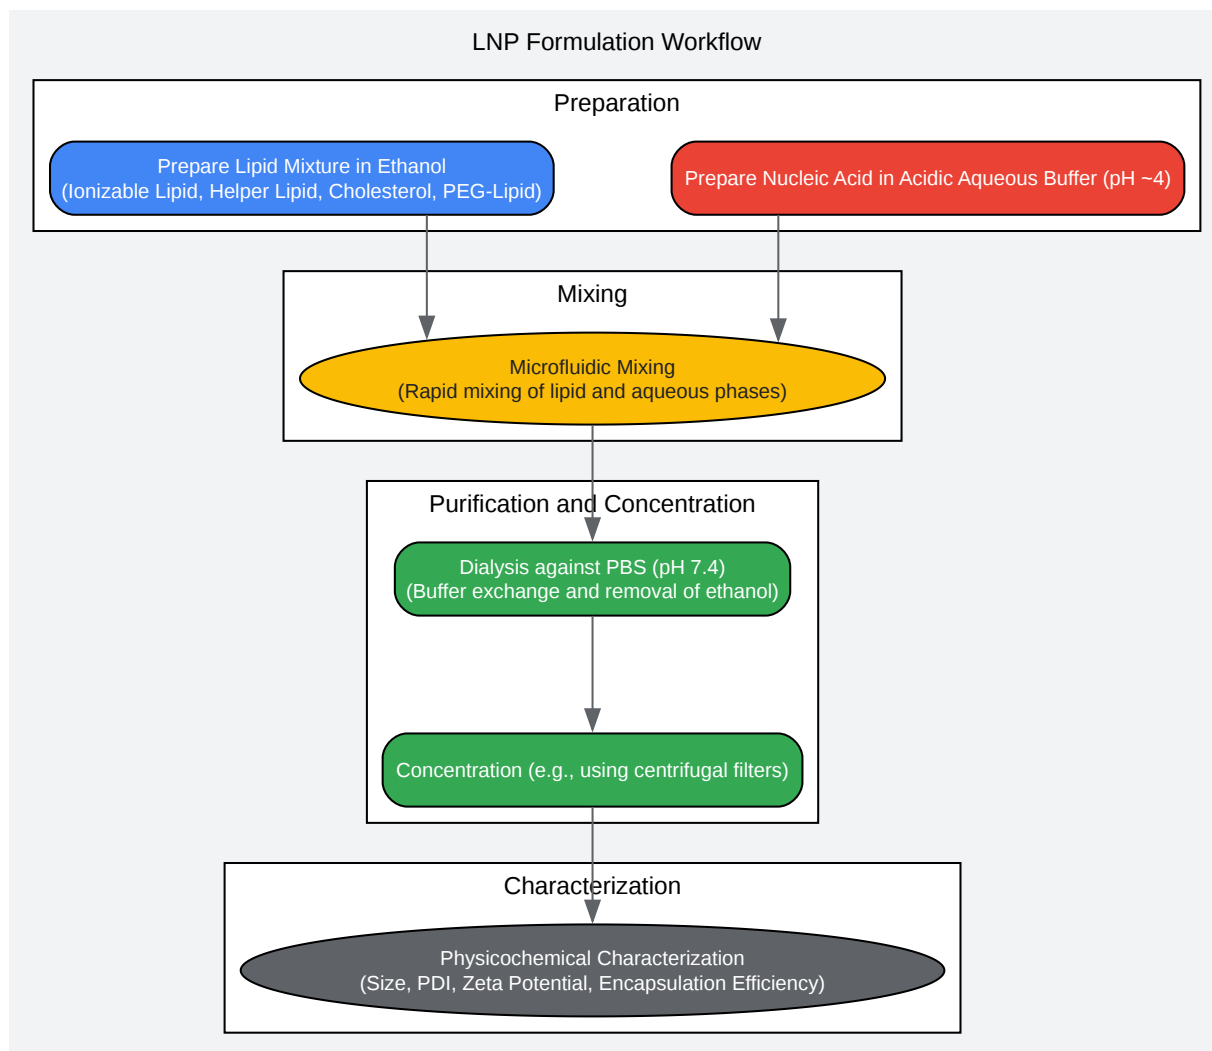 LNP Formulation Workflow
Preparation
Prepare Lipid Mixture in Ethanol
(Ionizable Lipid, Helper Lipid, Cholesterol, PEG-Lipid)
Prepare Nucleic Acid in Acidic Aqueous Buffer (pH ~4)
Mixing
Microfluidic Mixing
(Rapid mixing of lipid and aqueous phases)
Purification and Concentration
Dialysis against PBS (pH 7.4)
(Buffer exchange and removal of ethanol)
Concentration (e.g., using centrifugal filters)
Characterization
Physicochemical Characterization
(Size, PDI, Zeta Potential, Encapsulation Efficiency)